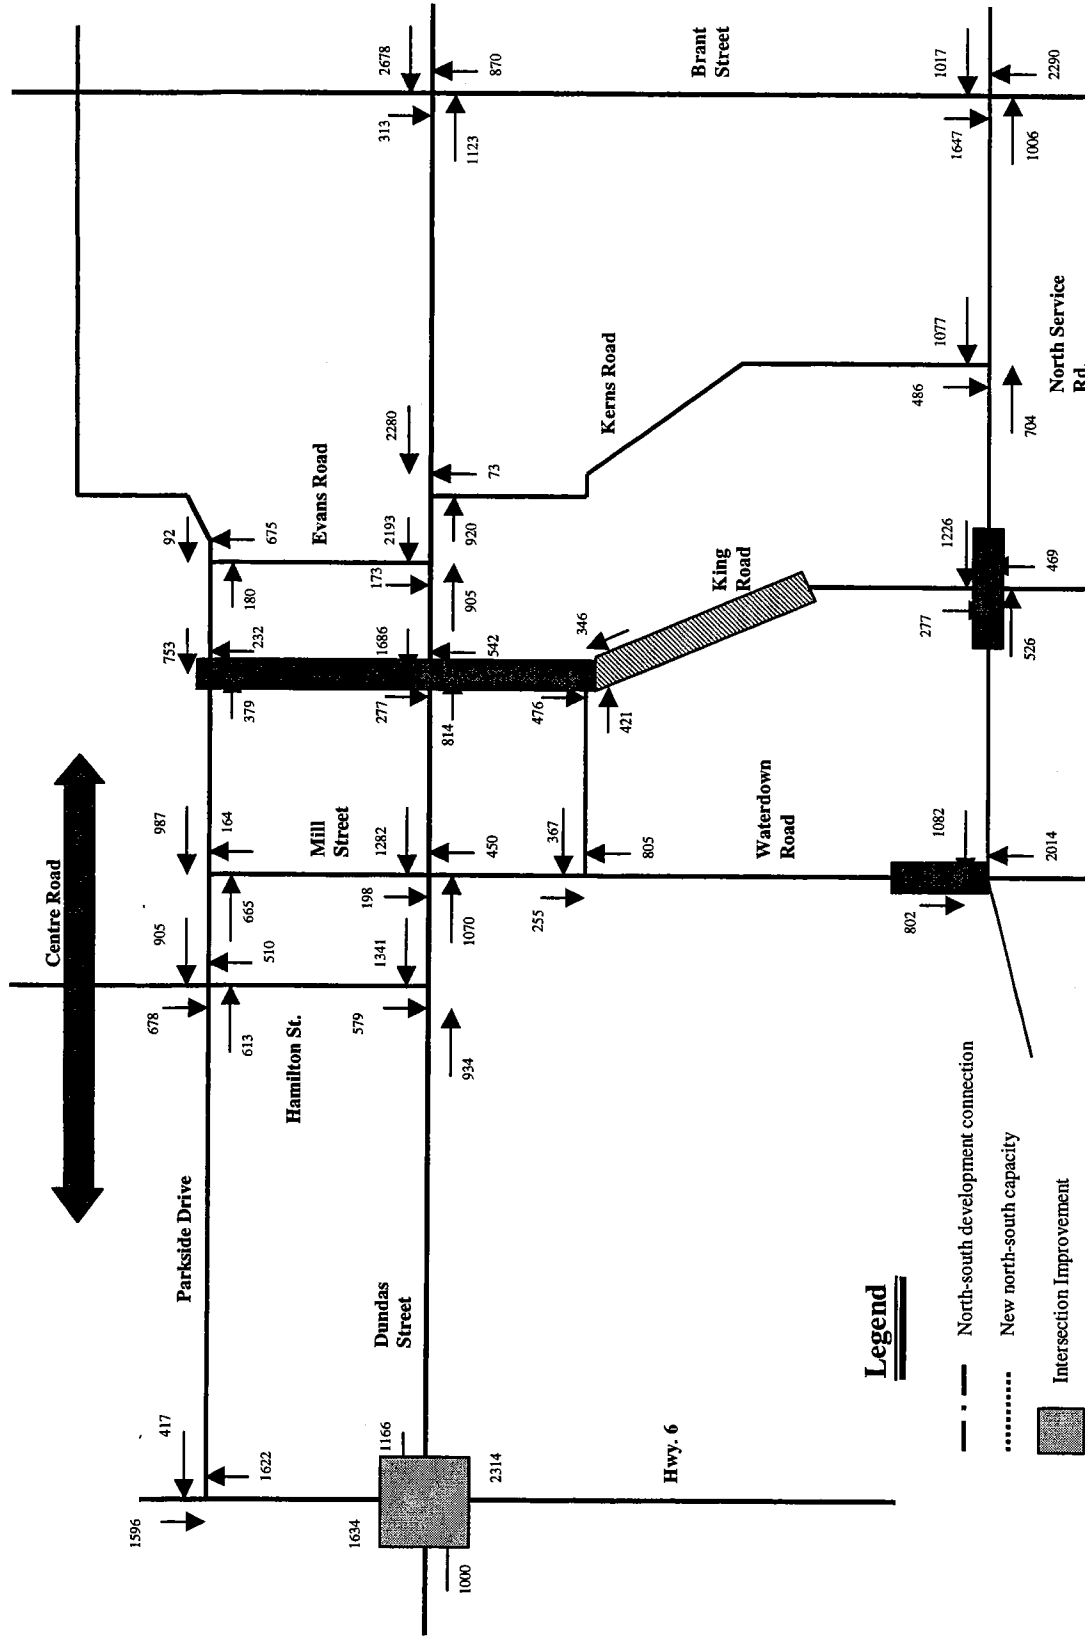 Centre Road
Parkside Drive
Hamilton St.
Mill
Street
Evans Road
Dundas
Street
Kerns Road
King
Road
Waterdown
Road
Brant
Street
North Service
Rd.
Hwy. 6
2678
870
313
1123
1017
2290
1647
1006
2280
73
92
675
2193
180
173
920
905
1077
486
704
753
232
1686
542
346
379
277
814
476
421
1226
469
277
526
987
164
1282
450
367
805
665
198
1070
255
1082
2014
802
905
510
1341
678
613
579
934
417
1622
1596
1166
2314
1634
1000
Legend
North-south development connection
New north-south capacity
Intersection Improvement